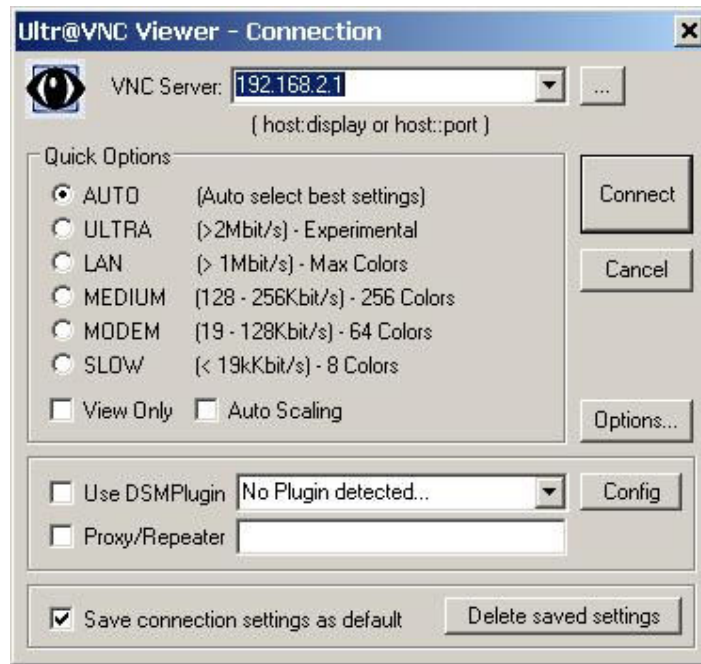 Ultr@VNC Viewer - Connection
VNC Server: 192.168.2.1 ...
( host:display or host::port )
Quick Options
AUTO (Auto select best settings)
ULTRA (>2Mbit/s) - Experimental
LAN (> 1Mbit/s) - Max Colors
MEDIUM (128 - 256Kbit/s) - 256 Colors
MODEM (19 - 128Kbit/s) - 64 Colors
SLOW (< 19kKbit/s) - 8 Colors
View Only Auto Scaling
Connect
Cancel
Options...
Use DSMPlugin No Plugin detected... Config
Proxy/Repeater
Save connection settings as default Delete saved settings